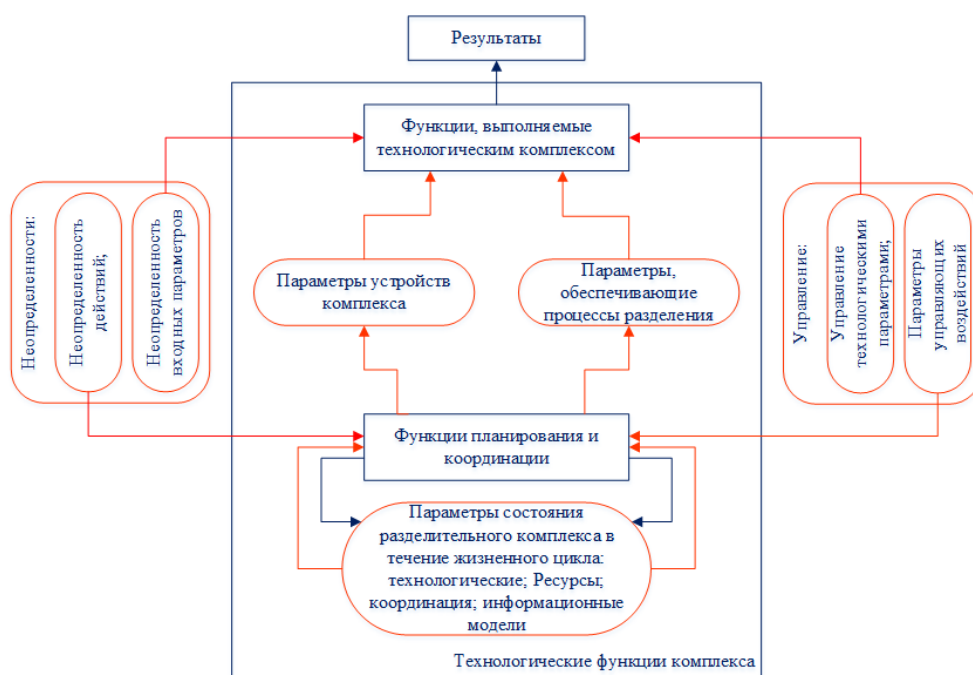 Результаты
Функции, выполняемые
технологическим комплексом
Неопределенности:
Неопределенность
действий;
Неопределенность
входных параметров
Параметры устройств
комплекса
Параметры,
обеспечивающие
процессы разделения
Управление:
Управление
технологическими
параметрами;
Параметры
управляющих
воздействий
Функции планирования и
координации
Параметры состояния
разделительного комплекса в
течение жизненного цикла:
технологические; Ресурсы;
координация; информационные
модели
Технологические функции комплекса